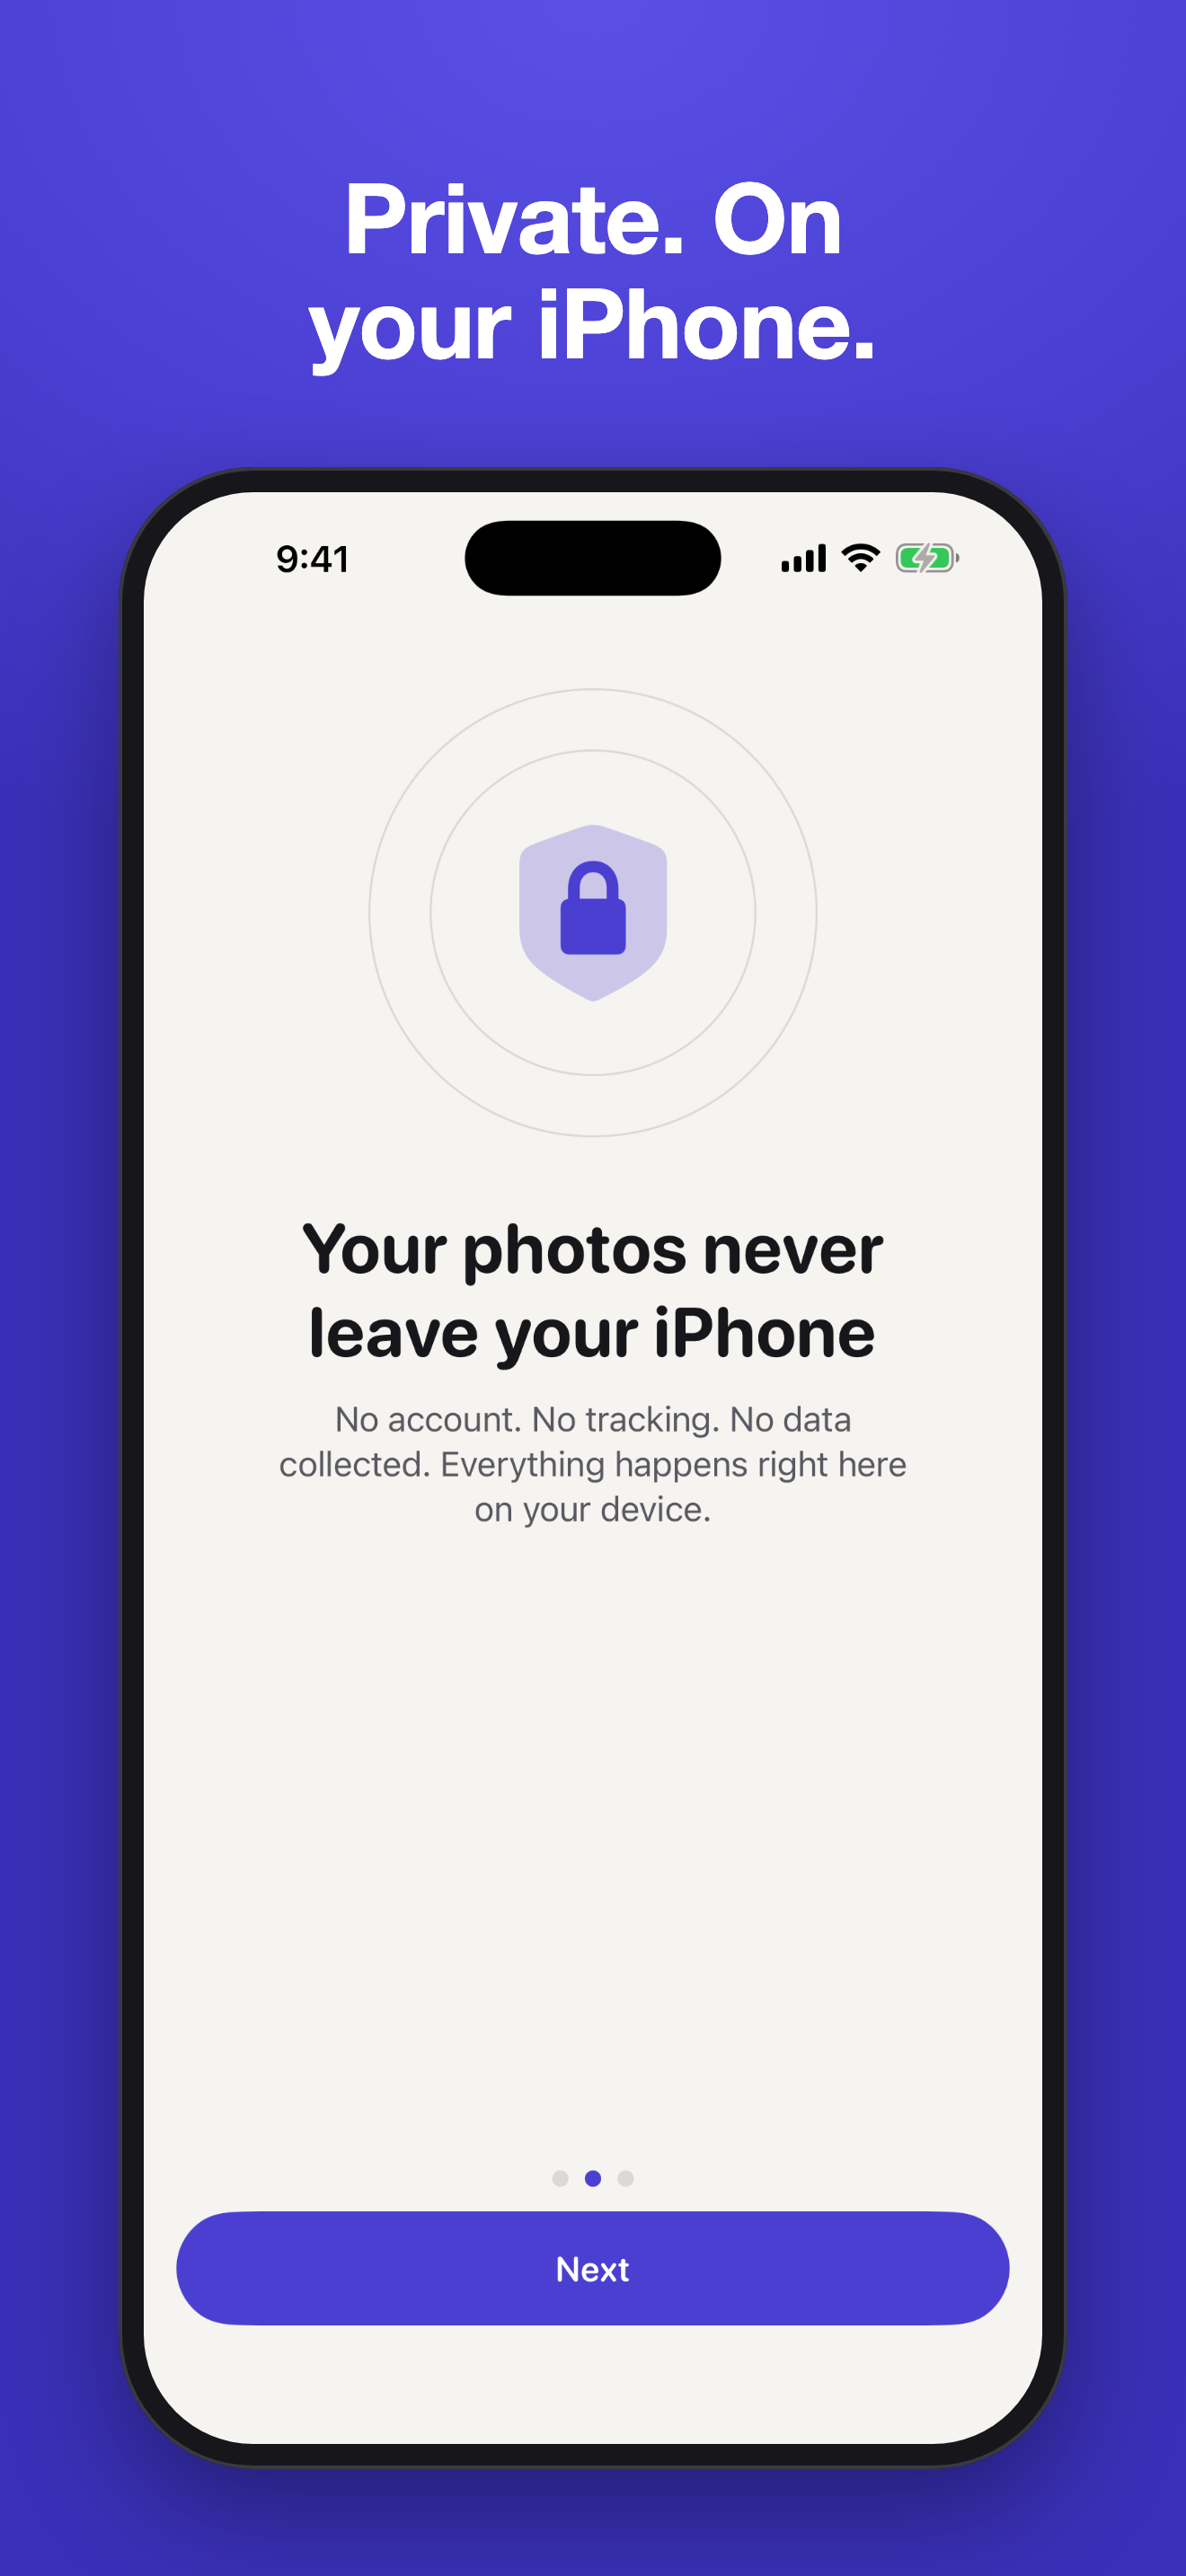 Private. On
your iPhone.
9:41
Your photos never
leave your iPhone
No account. No tracking. No data
collected. Everything happens right here
on your device.
Next